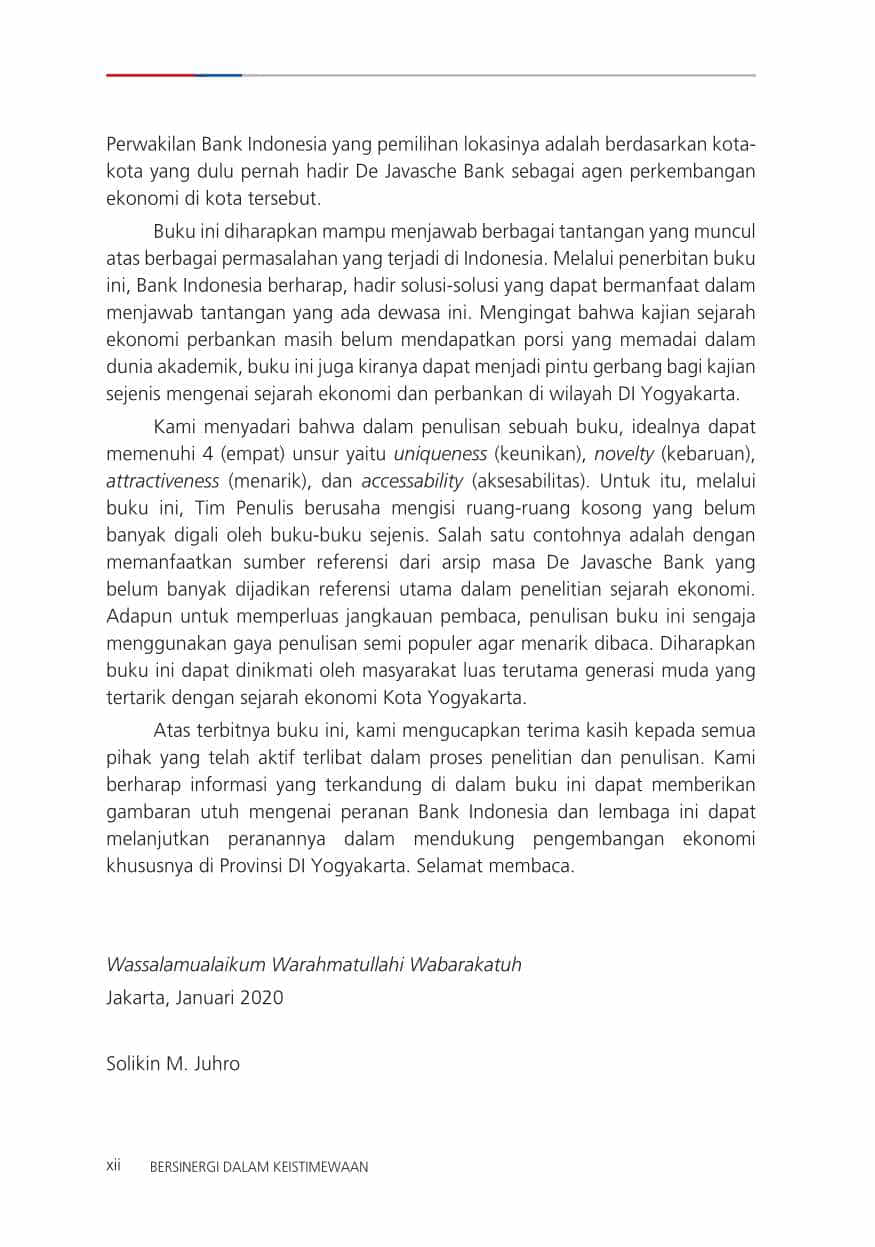 Perwakilan Bank Indonesia yang pemilihan lokasinya adalah berdasarkan kota-
kota yang dulu pernah hadir De Javasche Bank sebagai agen perkembangan
ekonomi di kota tersebut.
Buku ini diharapkan mampu menjawab berbagai tantangan yang muncul
atas berbagai permasalahan yang terjadi di Indonesia. Melalui penerbitan buku
ini, Bank Indonesia berharap, hadir solusi-solusi yang dapat bermanfaat dalam
menjawab tantangan yang ada dewasa ini. Mengingat bahwa kajian sejarah
ekonomi perbankan masih belum mendapatkan porsi yang memadai dalam
dunia akademik, buku ini juga kiranya dapat menjadi pintu gerbang bagi kajian
sejenis mengenai sejarah ekonomi dan perbankan di wilayah DI Yogyakarta.
Kami menyadari bahwa dalam penulisan sebuah buku, idealnya dapat
memenuhi 4 (empat) unsur yaitu uniqueness (keunikan), novelty (kebaruan),
attractiveness (menarik), dan accessability (aksesabilitas). Untuk itu, melalui
buku ini, Tim Penulis berusaha mengisi ruang-ruang kosong yang belum
banyak digali oleh buku-buku sejenis. Salah satu contohnya adalah dengan
memanfaatkan sumber referensi dari arsip masa De Javasche Bank yang
belum banyak dijadikan referensi utama dalam penelitian sejarah ekonomi.
Adapun untuk memperluas jangkauan pembaca, penulisan buku ini sengaja
menggunakan gaya penulisan semi populer agar menarik dibaca. Diharapkan
buku ini dapat dinikmati oleh masyarakat luas terutama generasi muda yang
tertarik dengan sejarah ekonomi Kota Yogyakarta.
Atas terbitnya buku ini, kami mengucapkan terima kasih kepada semua
pihak yang telah aktif terlibat dalam proses penelitian dan penulisan. Kami
berharap informasi yang terkandung di dalam buku ini dapat memberikan
gambaran utuh mengenai peranan Bank Indonesia dan lembaga ini dapat
melanjutkan peranannya dalam mendukung pengembangan ekonomi
khususnya di Provinsi DI Yogyakarta. Selamat membaca.
Wassalamualaikum Warahmatullahi Wabarakatuh
Jakarta, Januari 2020
Solikin M. Juhro
xii BERSINERGI DALAM KEISTIMEWAAN